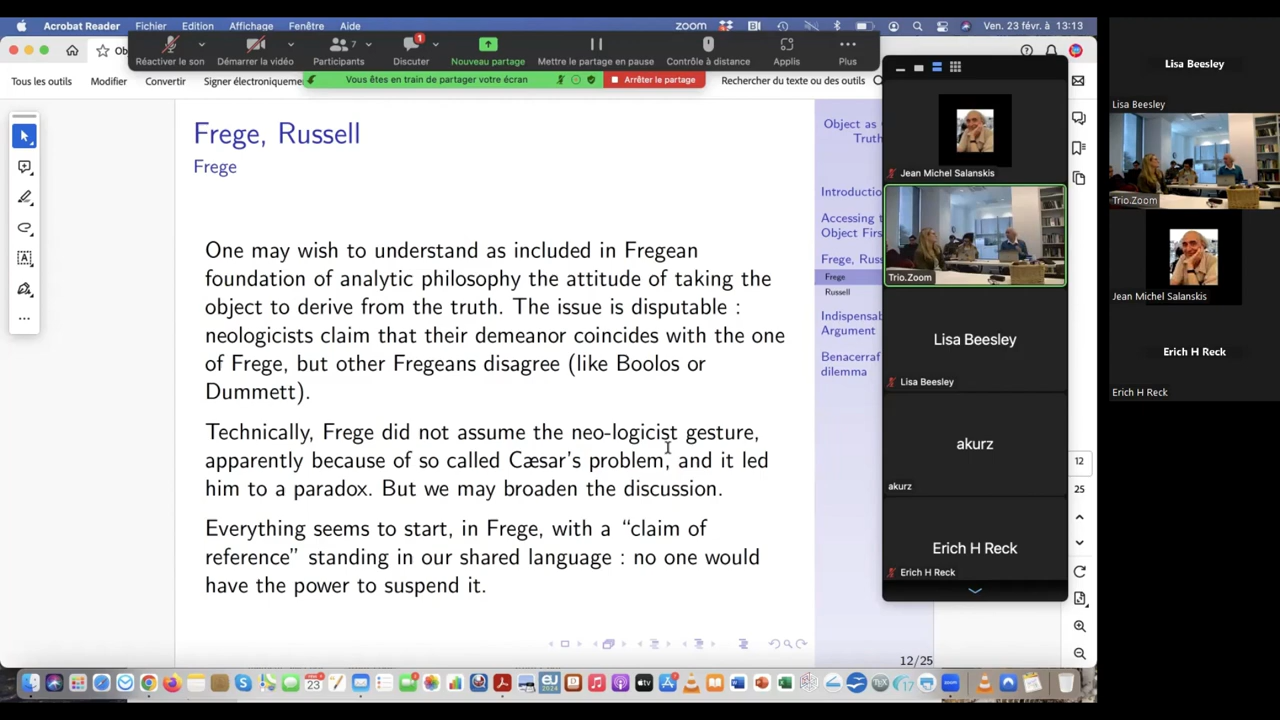 Acrobat Reader Fichier Edition Affichage Fenêtre Aide zoom Ven. 23 févr. à 13:13
Ob
7
1
Réactiver le son Démarrer la vidéo Participants Discuter Nouveau partage Mettre le partage en pause Contrôle à distance Applis Plus
Tous les outils Modifier Convertir Signer électroniquemen
Vous êtes en train de partager votre écran Arrêter le partage
Rechercher du texte ou des outils
Frege, Russell
Frege
One may wish to understand as included in Fregean
foundation of analytic philosophy the attitude of taking the
object to derive from the truth. The issue is disputable :
neologicists claim that their demeanor coincides with the one
of Frege, but other Fregeans disagree (like Boolos or
Dummett).
Technically, Frege did not assume the neo-logicist gesture,
apparently because of so called Cæsar's problem, and it led
him to a paradox. But we may broaden the discussion.
Everything seems to start, in Frege, with a “claim of
reference” standing in our shared language : no one would
have the power to suspend it.
Object as
Truth
Introduction
Accessing t
Object Firs
Frege, Russ
Frege
Russell
Indispensab
Argument
Benacerraf
dilemma
12/25
Jean Michel Salanskis
Trio.Zoom
Lisa Beesley
Lisa Beesley
akurz
akurz
Erich H Reck
Erich H Reck
12
25
Lisa Beesley
Lisa Beesley
Trio.Zoom
Jean Michel Salanskis
Erich H Reck
Erich H Reck